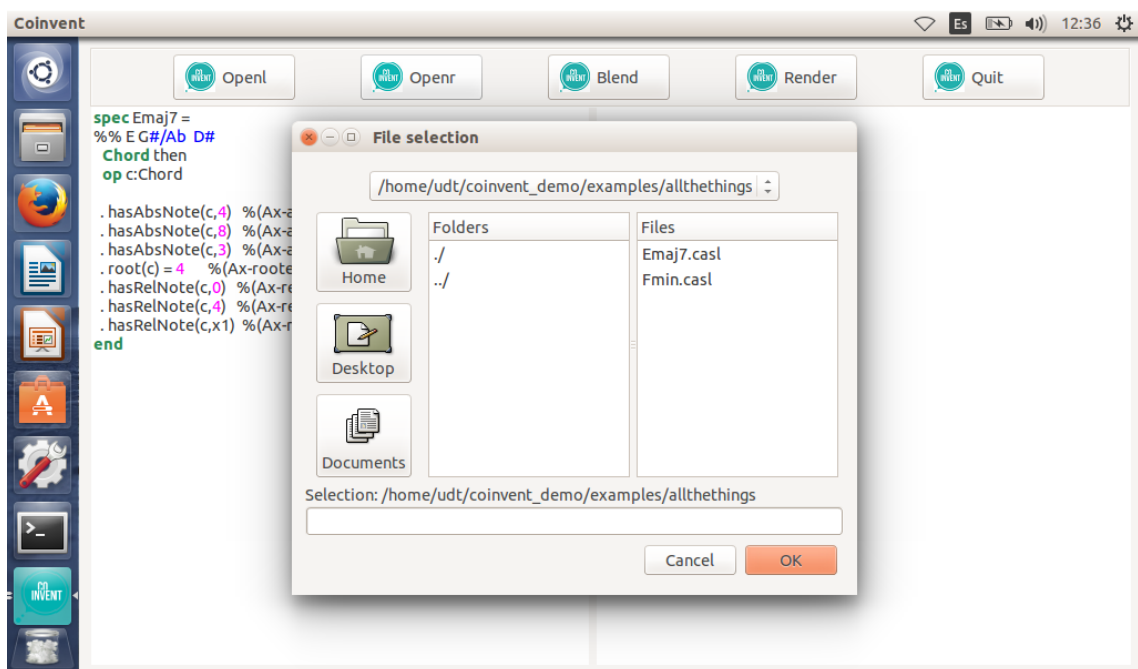 Coinvent
Es
12:36
Openl
Openr
Blend
Render
Quit
spec Emaj7 =
%% E G#/Ab D#
Chord then
op c:Chord
. hasAbsNote(c,4) %(Ax-a
. hasAbsNote(c,8) %(Ax-a
. hasAbsNote(c,3) %(Ax-a
. root(c) = 4 %(Ax-roote
. hasRelNote(c,0) %(Ax-re
. hasRelNote(c,4) %(Ax-re
. hasRelNote(c,x1) %(Ax-r
end
File selection
/home/udt/coinvent_demo/examples/allthethings
Home
Desktop
Documents
Folders
./
../
Files
Emaj7.casl
Fmin.casl
Selection: /home/udt/coinvent_demo/examples/allthethings
Cancel
OK
CO
INVENT